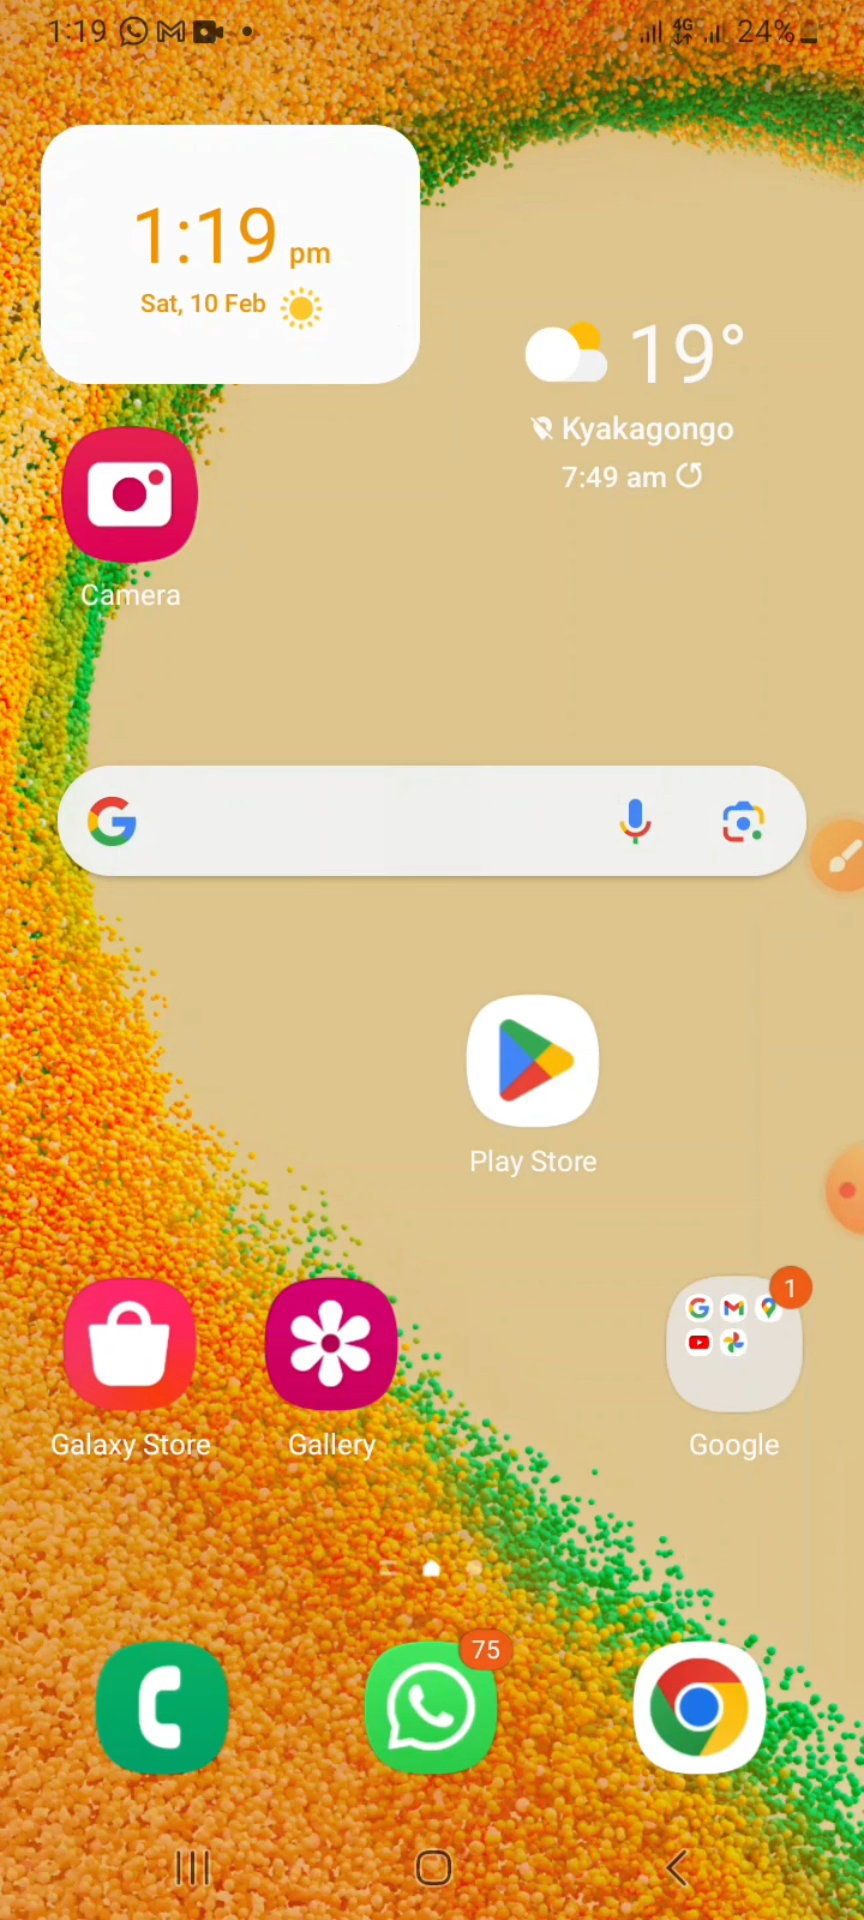 1:19 4G 24%
1:19 pm
Sat, 10 Feb
19°
Kyakagongo
7:49 am
Camera
Play Store
1
Galaxy Store Gallery Google
75